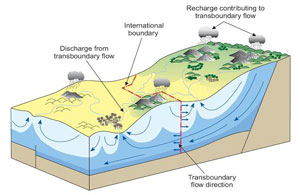 Recharge contributing to
transboundary flow
International
boundary
Discharge from
transboundary flow
Transboundary
flow direction